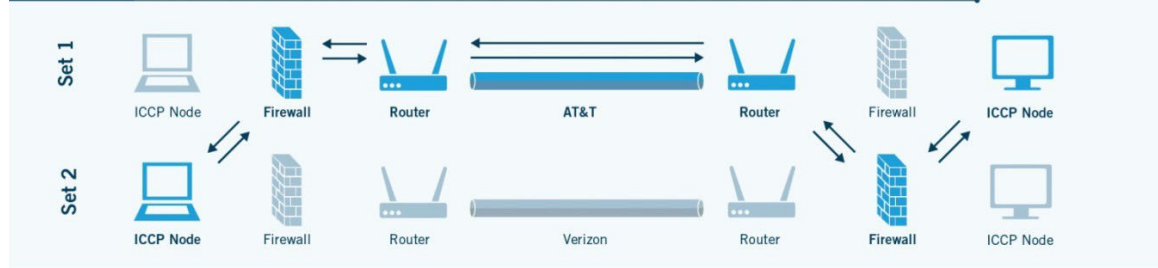 Set 1
ICCP Node Firewall Router AT&T Router Firewall ICCP Node
Set 2
ICCP Node Firewall Router Verizon Router Firewall ICCP Node